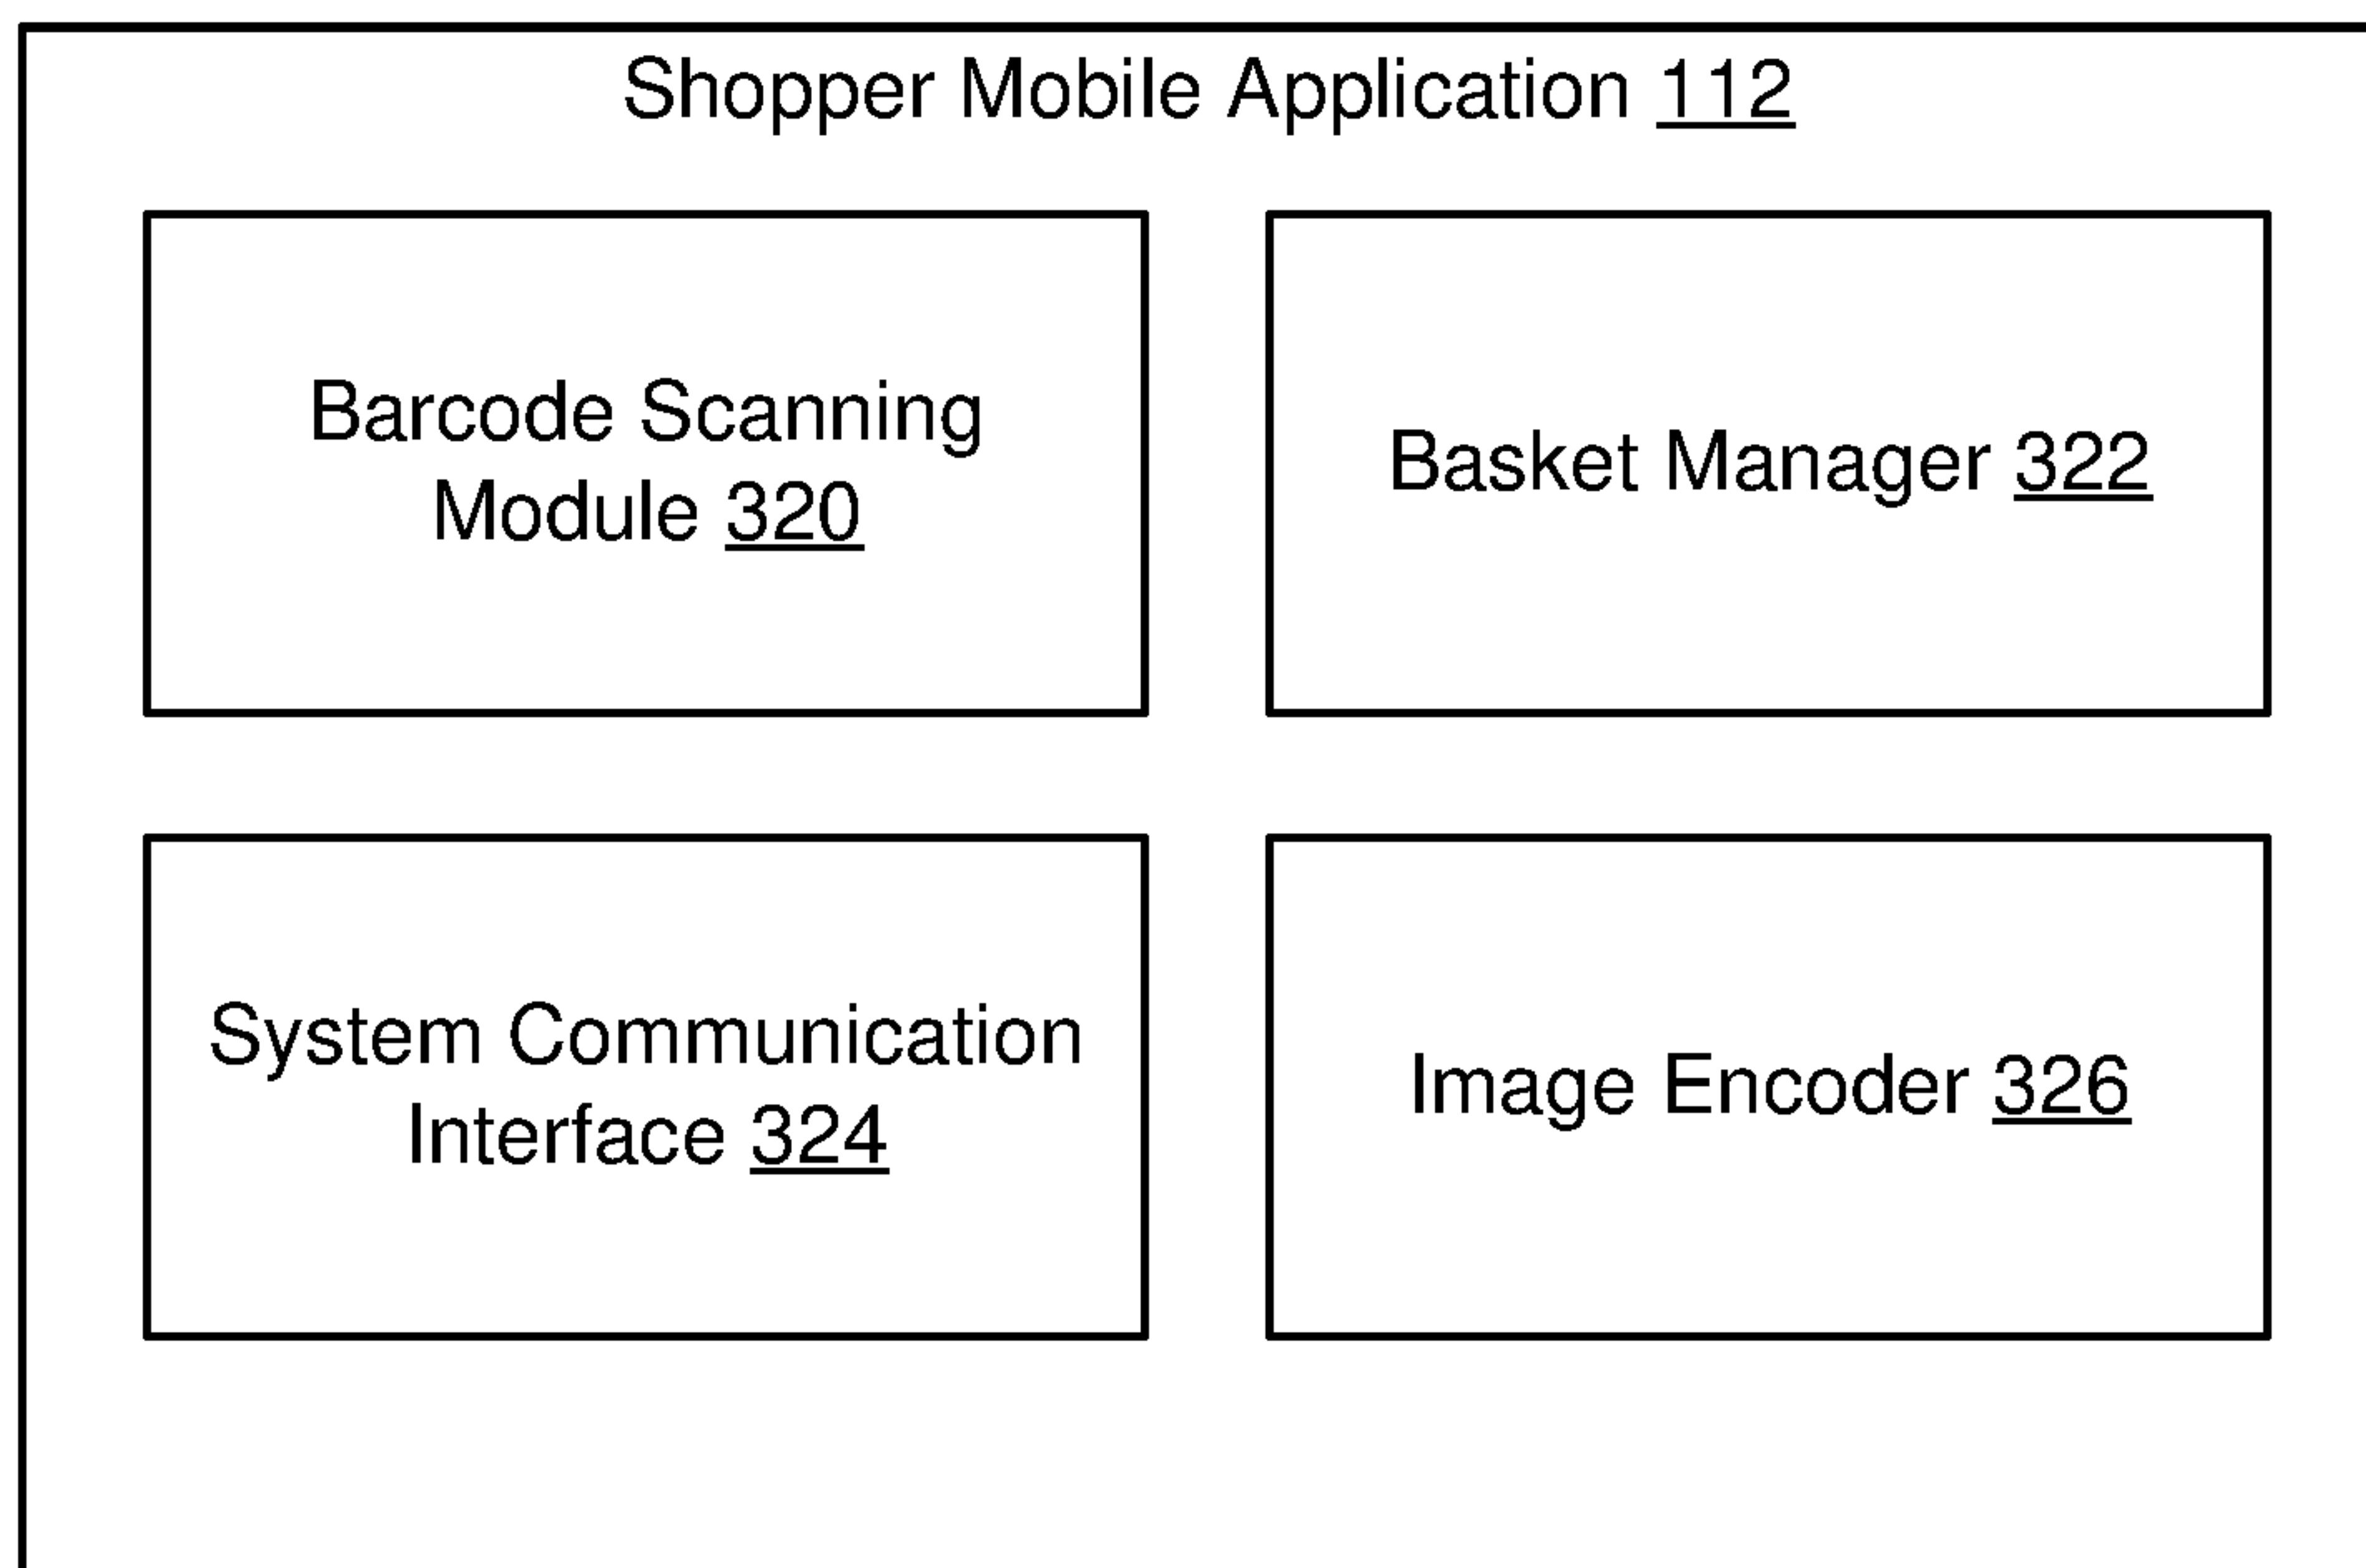 Shopper Mobile Application 112
Barcode Scanning
Module 320
Basket Manager 322
System Communication
Interface 324
Image Encoder 326